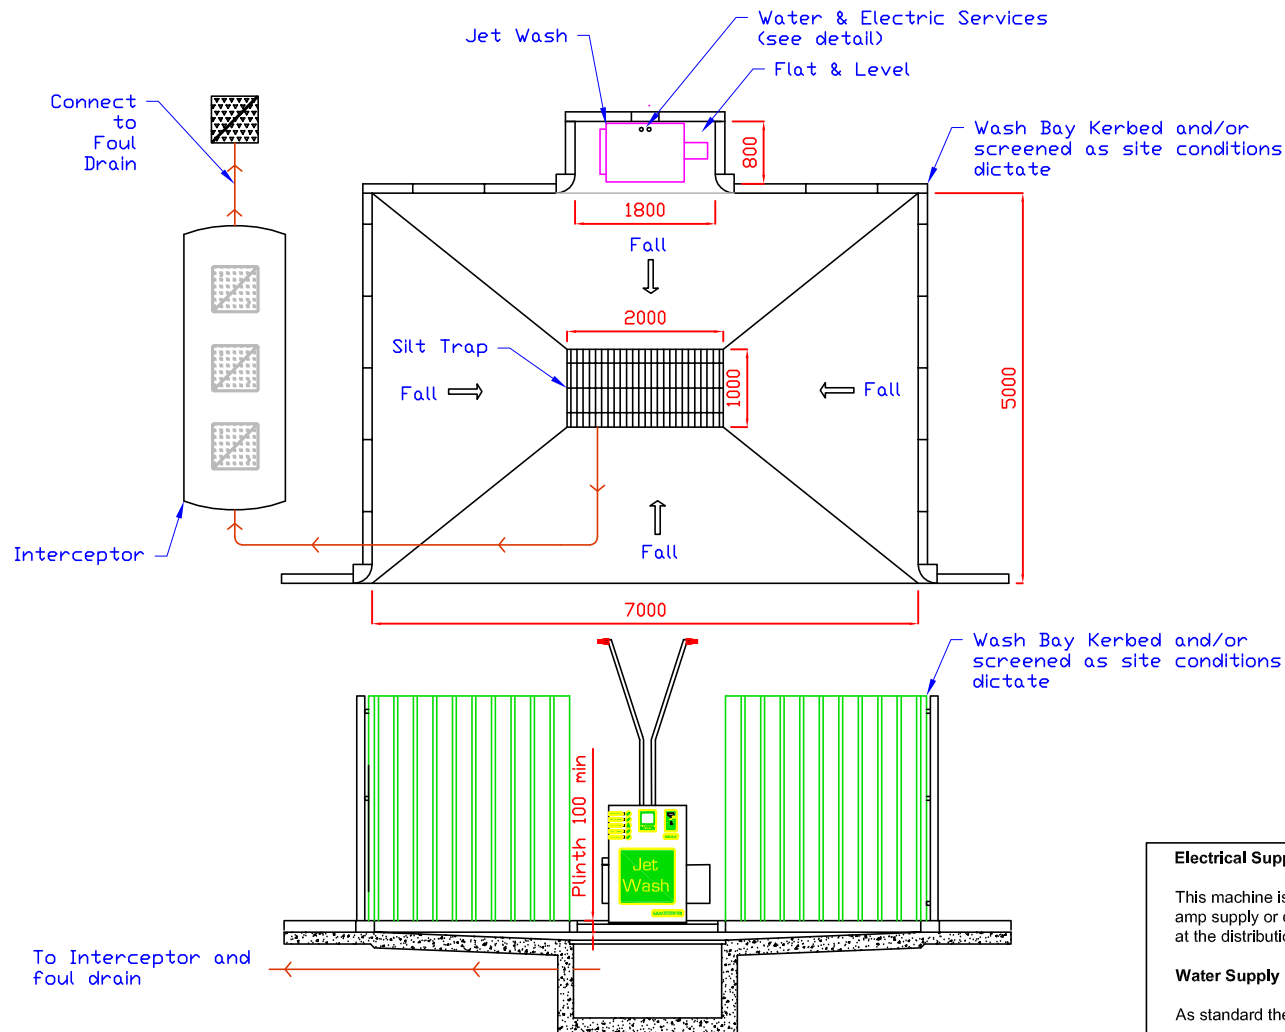 Water & Electric Services
(see detail)
Jet Wash
Flat & Level
Connect
to
Foul
Drain
Wash Bay Kerbed and/or
screened as site conditions
dictate
800
1800
Fall
2000
Silt Trap
1000
Fall
Fall
5000
Fall
Interceptor
7000
Wash Bay Kerbed and/or
screened as site conditions
dictate
Plinth 100 min
Jet
Wash
To Interceptor and
foul drain
Electrical Supp
This machine is
amp supply or
at the distributio
Water Supply
As standard the